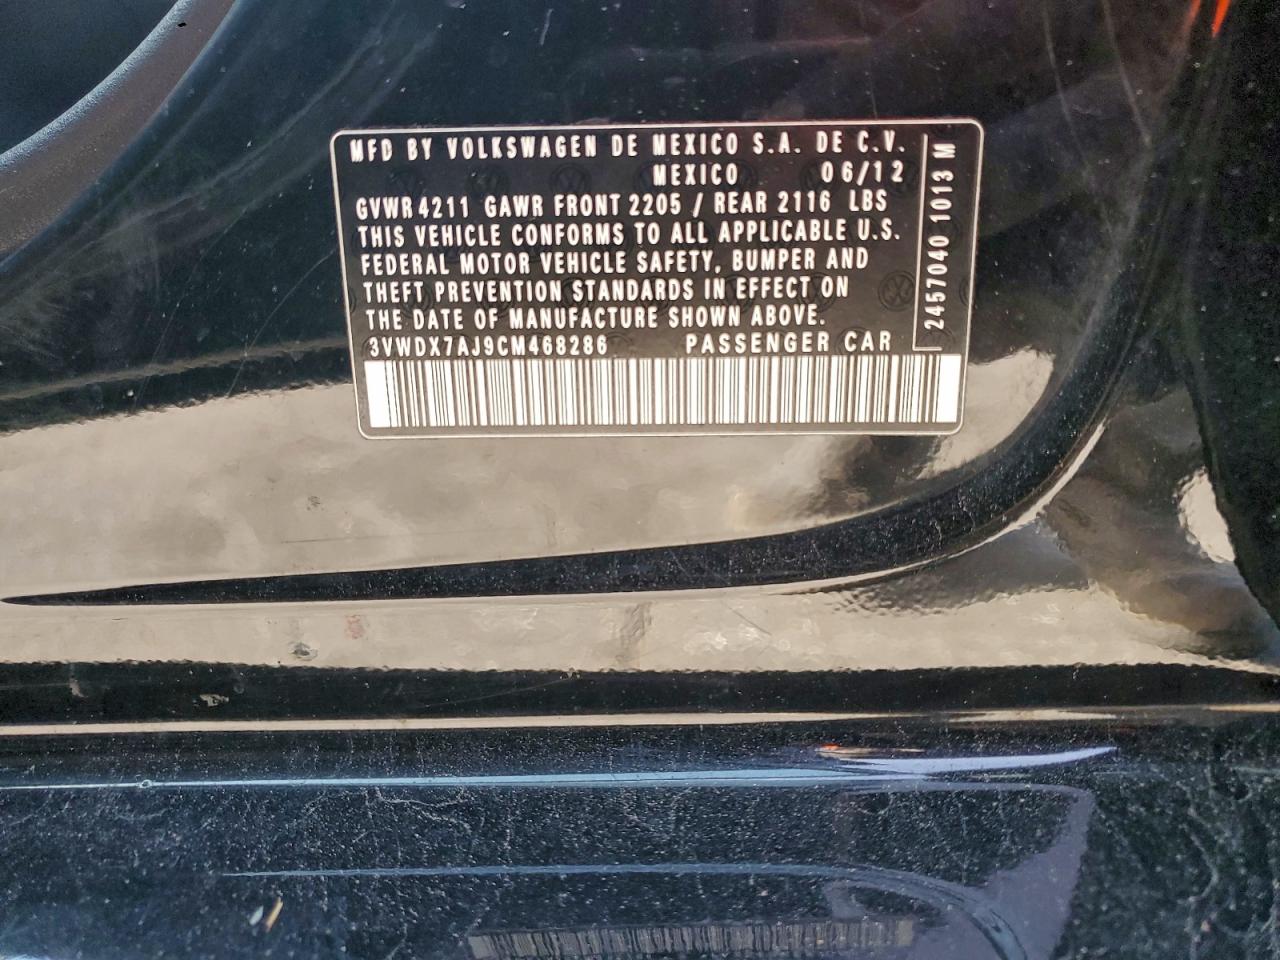 MFD BY VOLKSWAGEN DE MEXICO S.A. DE C.V.
MEXICO 06/12
GVWR 4211 GAWR FRONT 2205 / REAR 2116 LBS
THIS VEHICLE CONFORMS TO ALL APPLICABLE U.S.
FEDERAL MOTOR VEHICLE SAFETY, BUMPER AND
THEFT PREVENTION STANDARDS IN EFFECT ON
THE DATE OF MANUFACTURE SHOWN ABOVE.
3VWDX7AJ9CM468286 PASSENGER CAR
2457040 1013 M